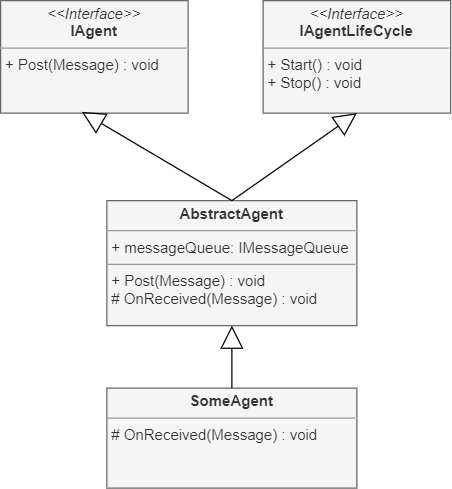 <<Interface>>
IAgent
+ Post(Message) : void
<<Interface>>
IAgentLifeCycle
+ Start() : void
+ Stop() : void
AbstractAgent
+ messageQueue: IMessageQueue
+ Post(Message) : void
# OnReceived(Message) : void
SomeAgent
# OnReceived(Message) : void